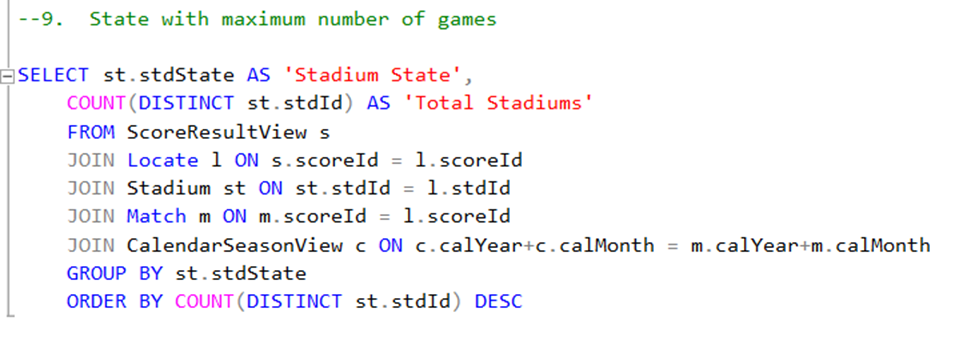 --9.  State with maximum number of games
SELECT st.stdState AS 'Stadium State',
COUNT(DISTINCT st.stdId) AS 'Total Stadiums'
FROM ScoreResultView s
JOIN Locate l ON s.scoreId = l.scoreId
JOIN Stadium st ON st.stdId = l.stdId
JOIN Match m ON m.scoreId = l.scoreId
JOIN CalendarSeasonView c ON c.calYear+c.calMonth = m.calYear+m.calMonth
GROUP BY st.stdState
ORDER BY COUNT(DISTINCT st.stdId) DESC